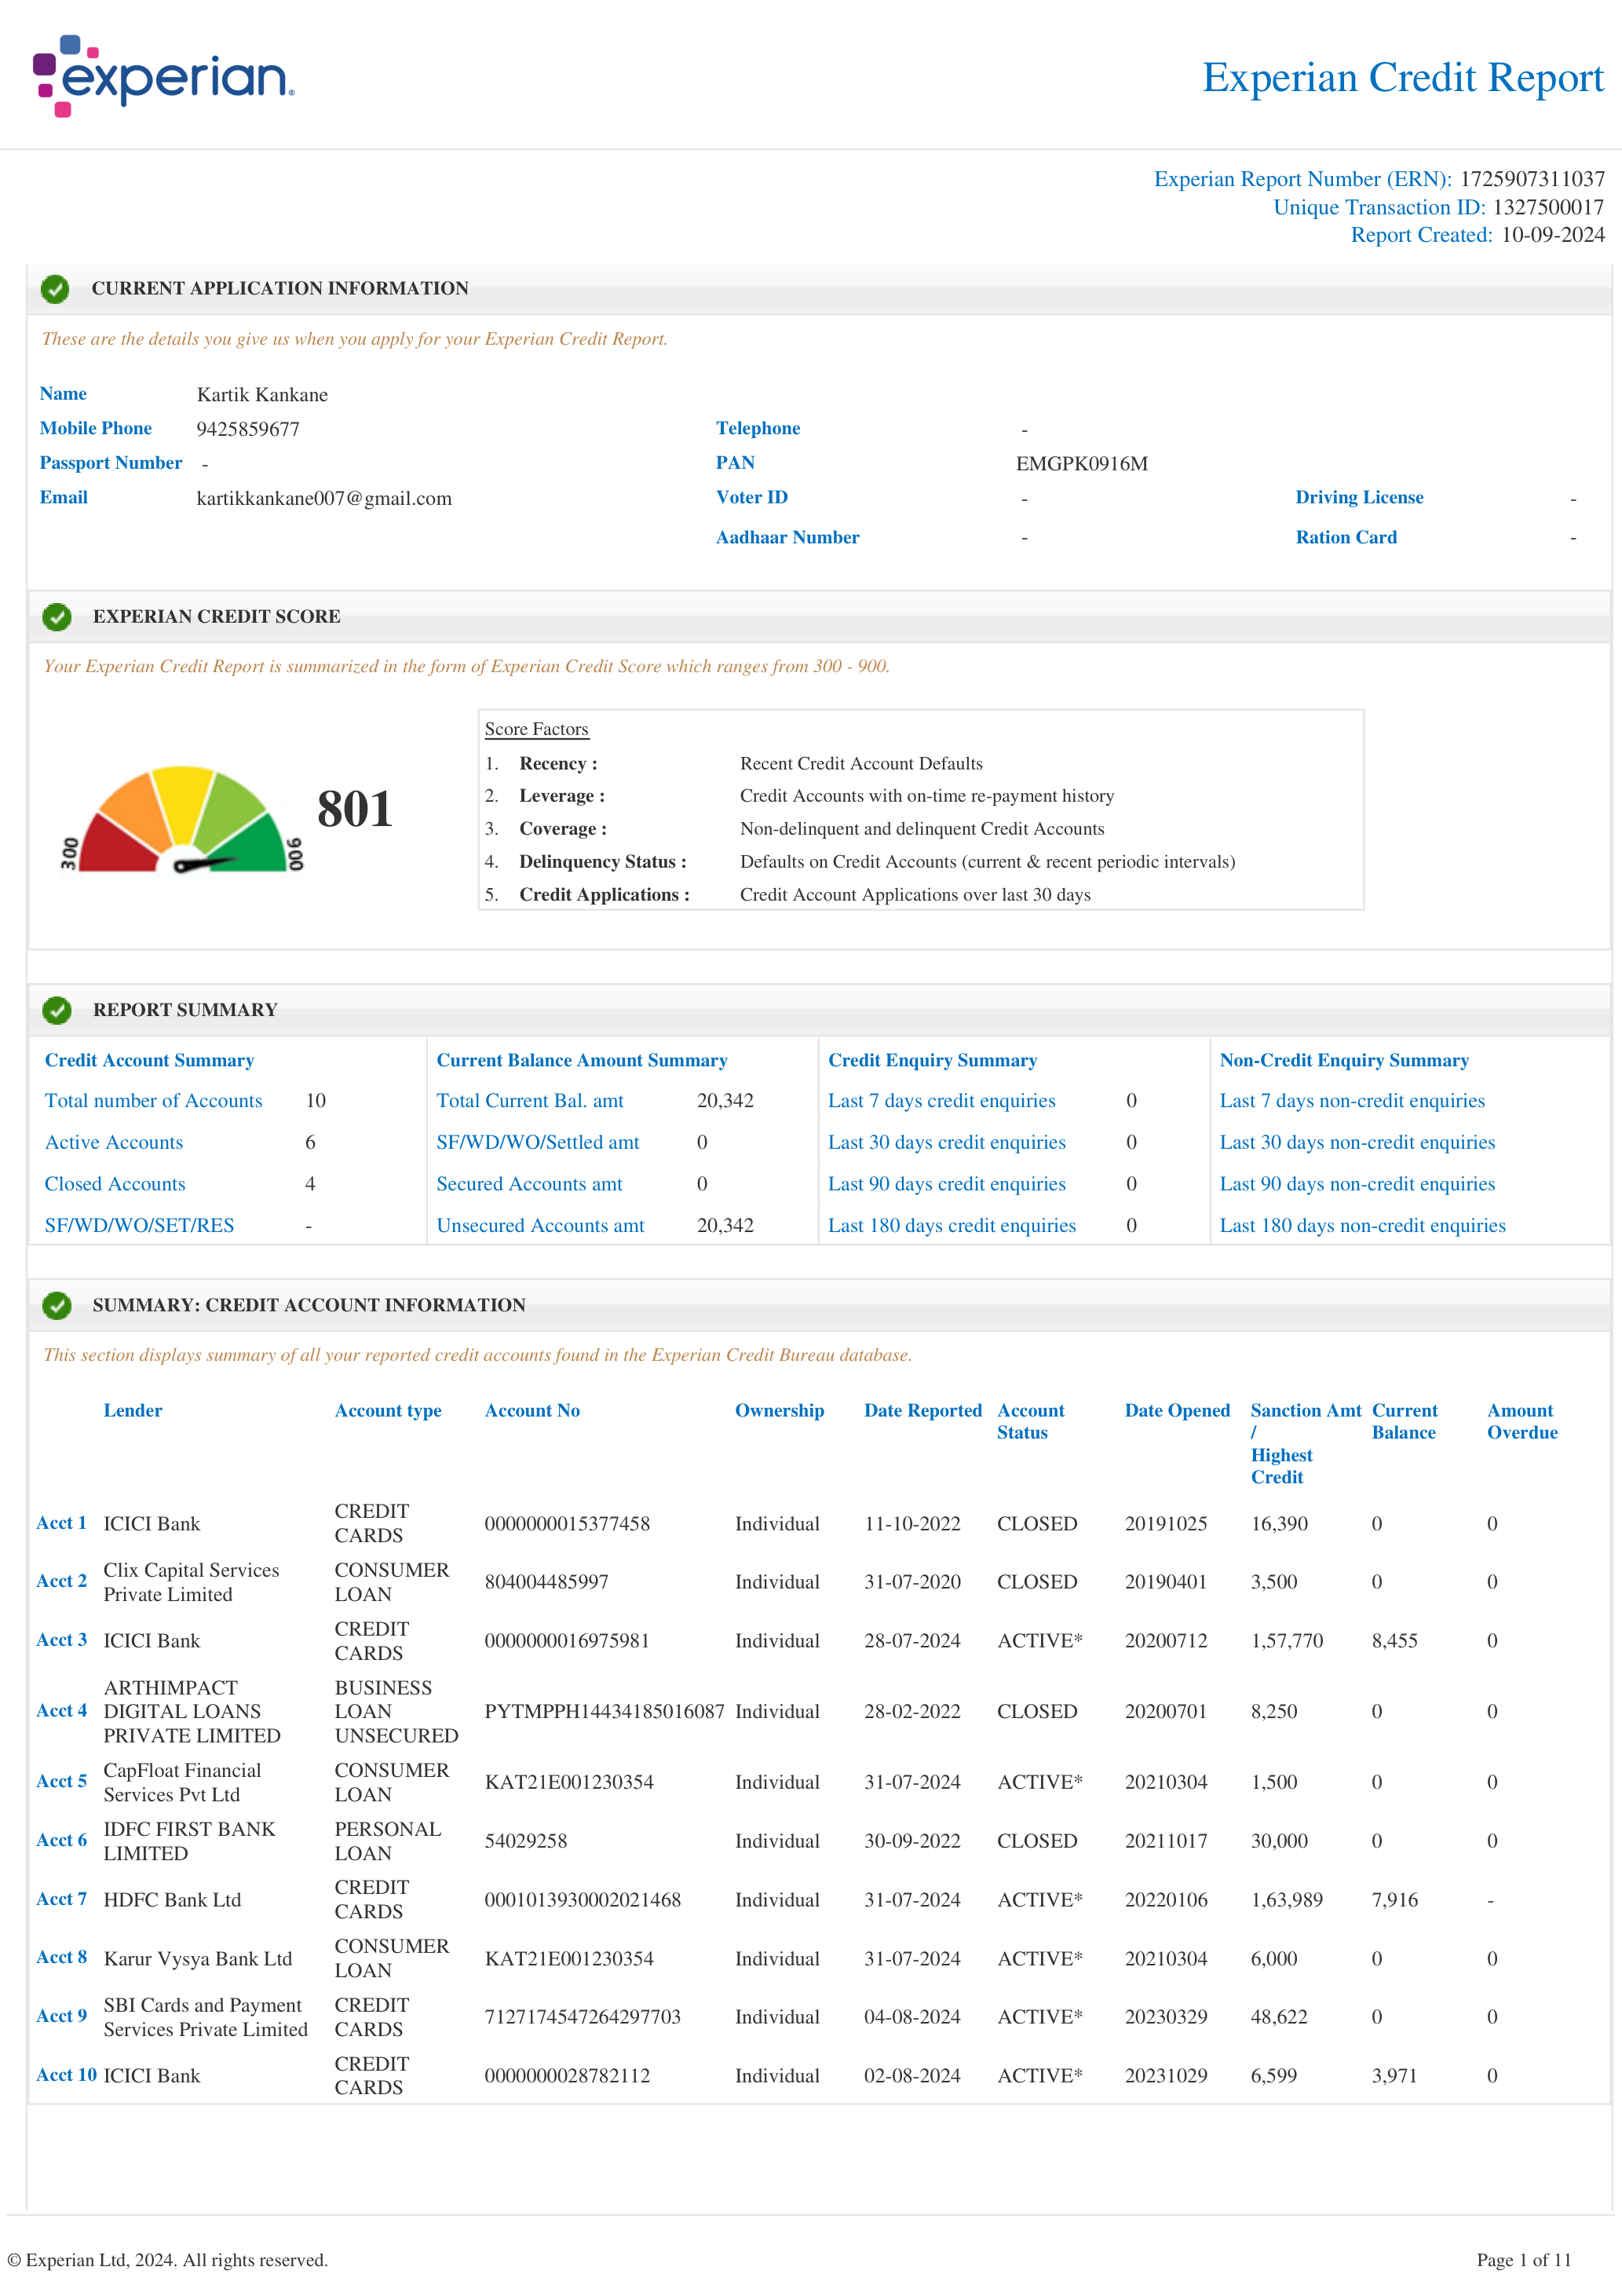 experian.
Experian Credit Report
Experian Report Number (ERN): 1725907311037
Unique Transaction ID: 1327500017
Report Created: 10-09-2024
CURRENT APPLICATION INFORMATION
These are the details you give us when you apply for your Experian Credit Report.
Name Kartik Kankane
Mobile Phone 9425859677 Telephone -
Passport Number - PAN EMGPK0916M
Email kartikkankane007@gmail.com Voter ID - Driving License -
Aadhaar Number - Ration Card -
EXPERIAN CREDIT SCORE
Your Experian Credit Report is summarized in the form of Experian Credit Score which ranges from 300 - 900.
300 900
801
Score Factors
1. Recency : Recent Credit Account Defaults
2. Leverage : Credit Accounts with on-time re-payment history
3. Coverage : Non-delinquent and delinquent Credit Accounts
4. Delinquency Status : Defaults on Credit Accounts (current & recent periodic intervals)
5. Credit Applications : Credit Account Applications over last 30 days
REPORT SUMMARY
Credit Account Summary Current Balance Amount Summary Credit Enquiry Summary Non-Credit Enquiry Summary
Total number of Accounts 10 Total Current Bal. amt 20,342 Last 7 days credit enquiries 0 Last 7 days non-credit enquiries
Active Accounts 6 SF/WD/WO/Settled amt 0 Last 30 days credit enquiries 0 Last 30 days non-credit enquiries
Closed Accounts 4 Secured Accounts amt 0 Last 90 days credit enquiries 0 Last 90 days non-credit enquiries
SF/WD/WO/SET/RES - Unsecured Accounts amt 20,342 Last 180 days credit enquiries 0 Last 180 days non-credit enquiries
SUMMARY: CREDIT ACCOUNT INFORMATION
This section displays summary of all your reported credit accounts found in the Experian Credit Bureau database.
Lender Account type Account No Ownership Date Reported Account Status Date Opened Sanction Amt / Highest Credit Current Balance Amount Overdue
Acct 1 ICICI Bank CREDIT CARDS 0000000015377458 Individual 11-10-2022 CLOSED 20191025 16,390 0 0
Acct 2 Clix Capital Services Private Limited CONSUMER LOAN 804004485997 Individual 31-07-2020 CLOSED 20190401 3,500 0 0
Acct 3 ICICI Bank CREDIT CARDS 0000000016975981 Individual 28-07-2024 ACTIVE* 20200712 1,57,770 8,455 0
Acct 4 ARTHIMPACT DIGITAL LOANS PRIVATE LIMITED BUSINESS LOAN UNSECURED PYTMPPH14434185016087 Individual 28-02-2022 CLOSED 20200701 8,250 0 0
Acct 5 CapFloat Financial Services Pvt Ltd CONSUMER LOAN KAT21E001230354 Individual 31-07-2024 ACTIVE* 20210304 1,500 0 0
Acct 6 IDFC FIRST BANK LIMITED PERSONAL LOAN 54029258 Individual 30-09-2022 CLOSED 20211017 30,000 0 0
Acct 7 HDFC Bank Ltd CREDIT CARDS 0001013930002021468 Individual 31-07-2024 ACTIVE* 20220106 1,63,989 7,916 -
Acct 8 Karur Vysya Bank Ltd CONSUMER LOAN KAT21E001230354 Individual 31-07-2024 ACTIVE* 20210304 6,000 0 0
Acct 9 SBI Cards and Payment Services Private Limited CREDIT CARDS 7127174547264297703 Individual 04-08-2024 ACTIVE* 20230329 48,622 0 0
Acct 10 ICICI Bank CREDIT CARDS 0000000028782112 Individual 02-08-2024 ACTIVE* 20231029 6,599 3,971 0
© Experian Ltd, 2024. All rights reserved. Page 1 of 11